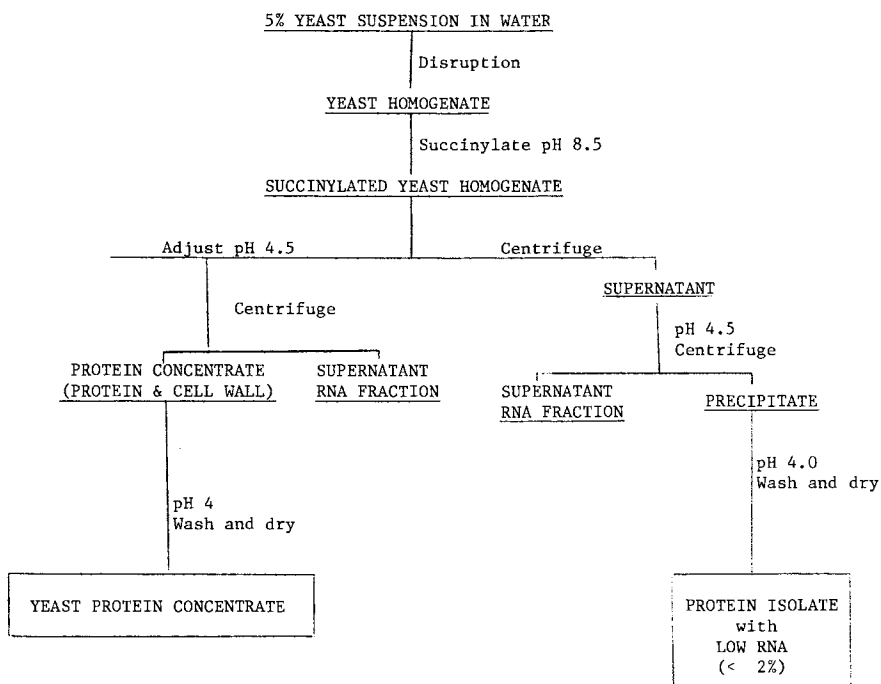 5% YEAST SUSPENSION IN WATER
Disruption
YEAST HOMOGENATE
Succinylate pH 8.5
SUCCINYLATED YEAST HOMOGENATE
Adjust pH 4.5
Centrifuge
SUPERNATANT
Centrifuge
pH 4.5
Centrifuge
PROTEIN CONCENTRATE
(PROTEIN & CELL WALL)
SUPERNATANT
RNA FRACTION
SUPERNATANT
RNA FRACTION
PRECIPITATE
pH 4
Wash and dry
pH 4.0
Wash and dry
YEAST PROTEIN CONCENTRATE
PROTEIN ISOLATE
with
LOW RNA
(< 2%)